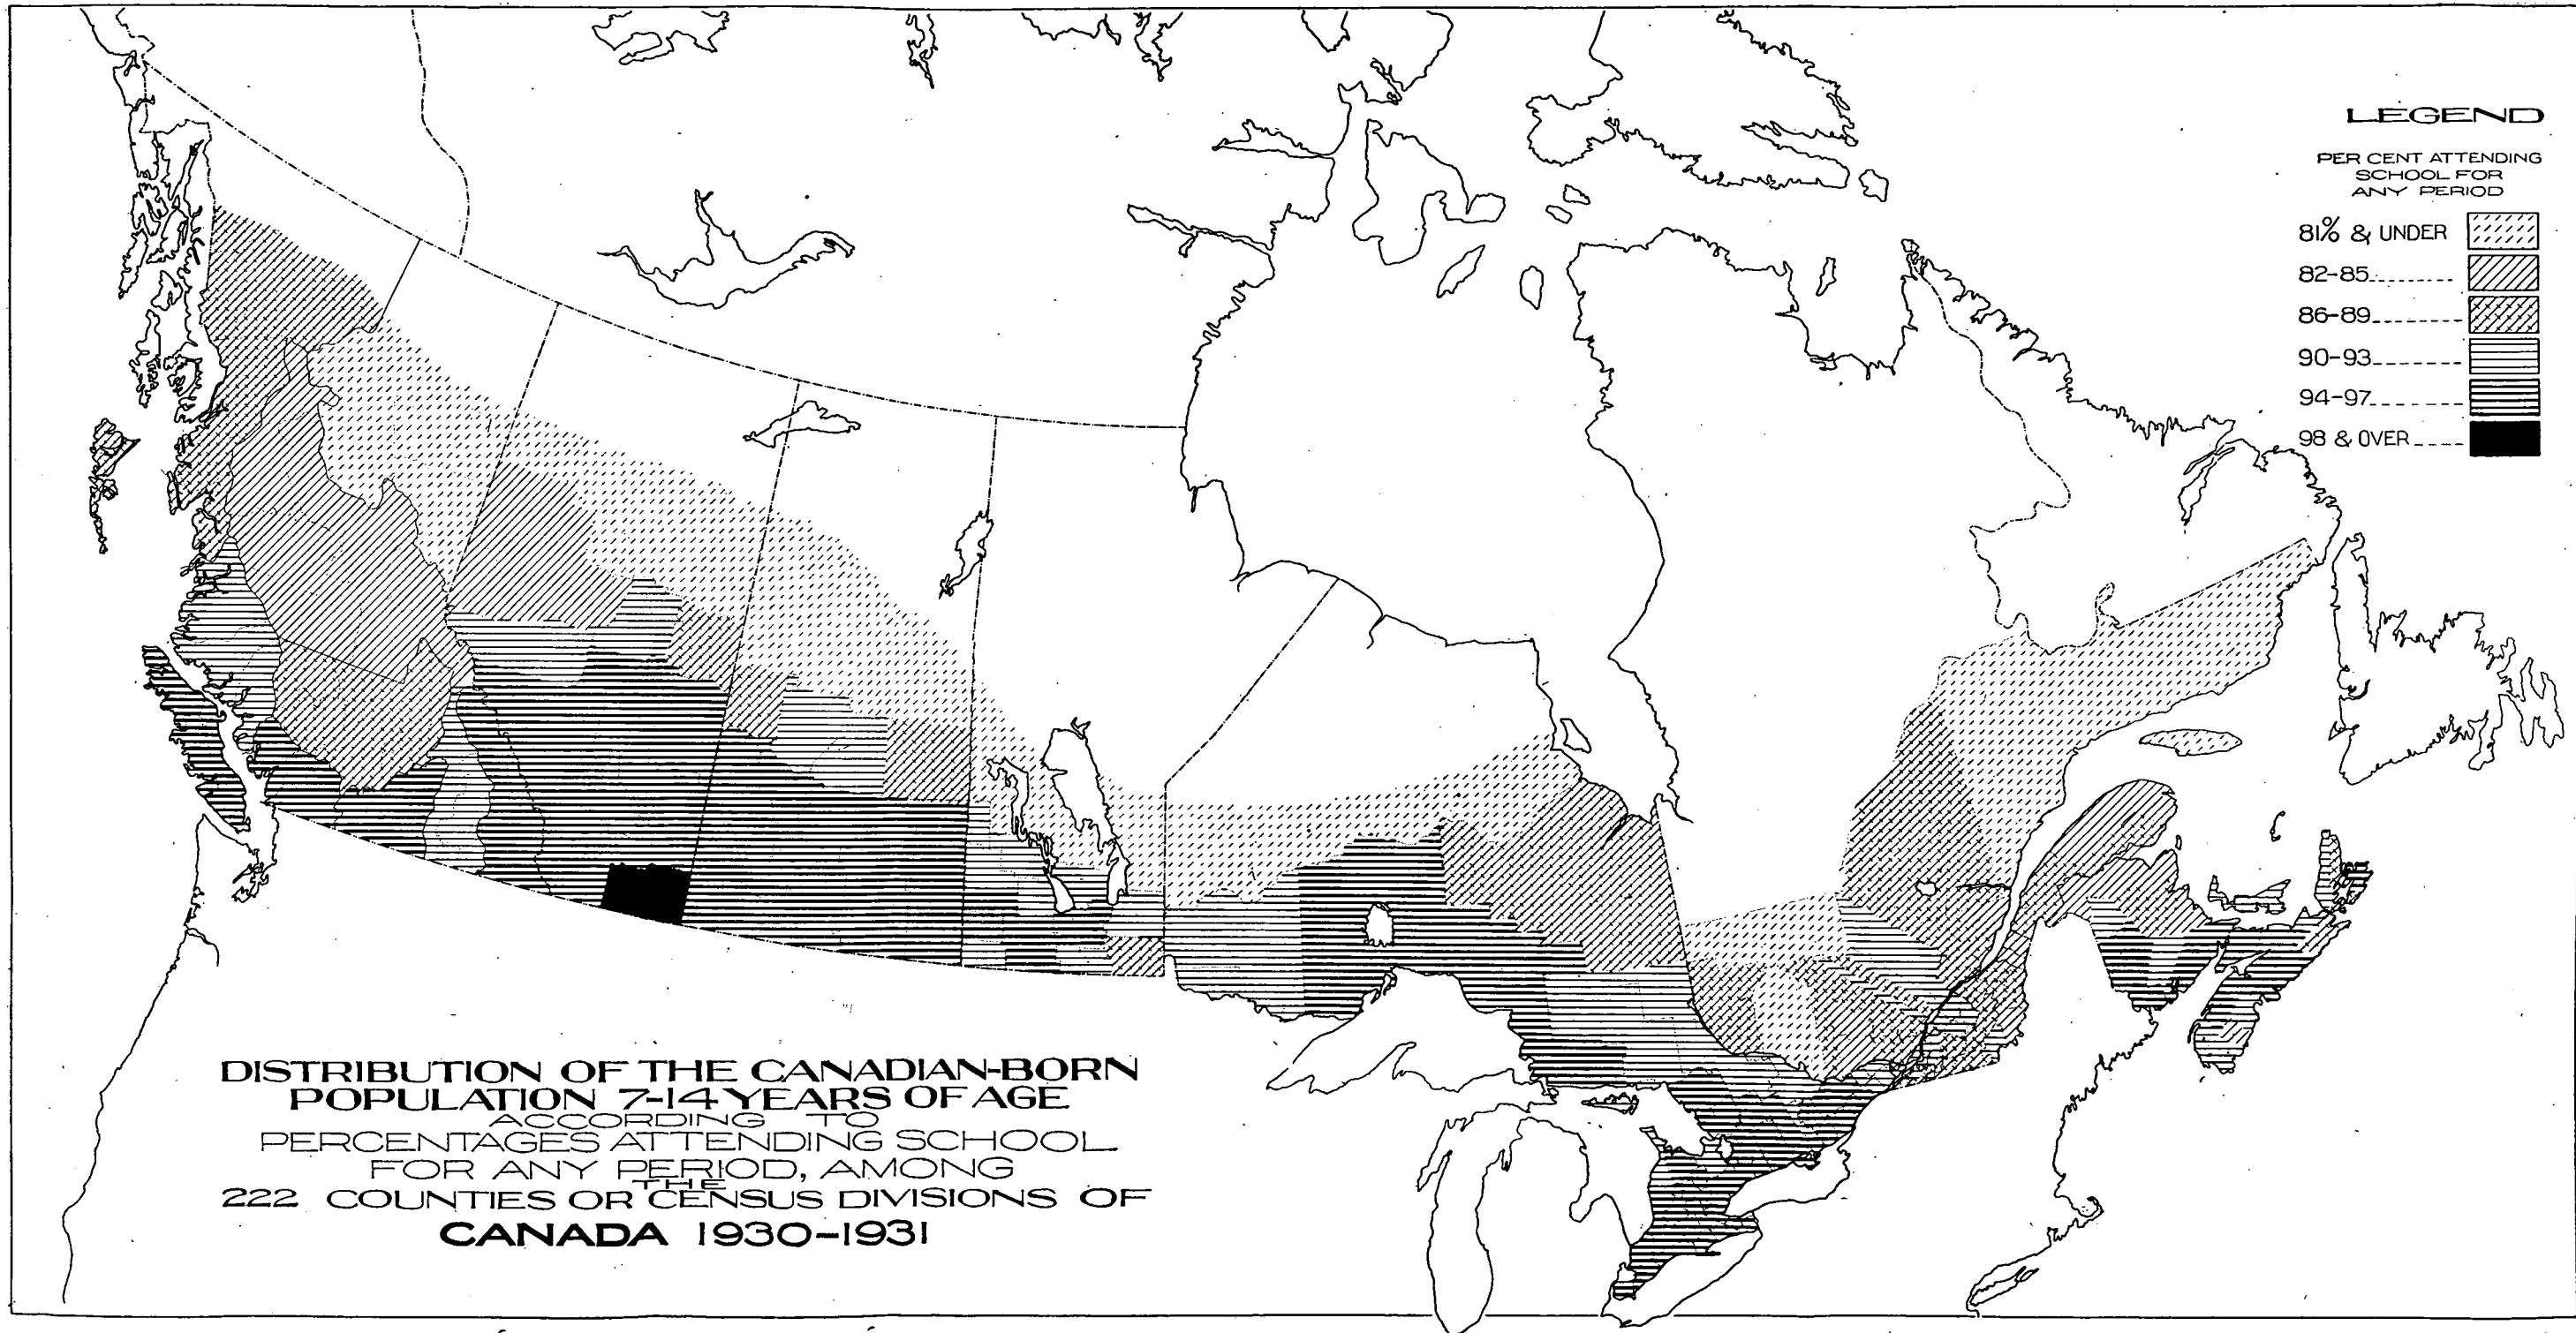 LEGEND
PER CENT ATTENDING
SCHOOL FOR
ANY PERIOD
81% & UNDER
82-85
86-89
90-93
94-97
98 & OVER
DISTRIBUTION OF THE CANADIAN-BORN
POPULATION 7-14 YEARS OF AGE
ACCORDING TO
PERCENTAGES ATTENDING SCHOOL
FOR ANY PERIOD, AMONG
THE
222 COUNTIES OR CENSUS DIVISIONS OF
CANADA 1930-1931